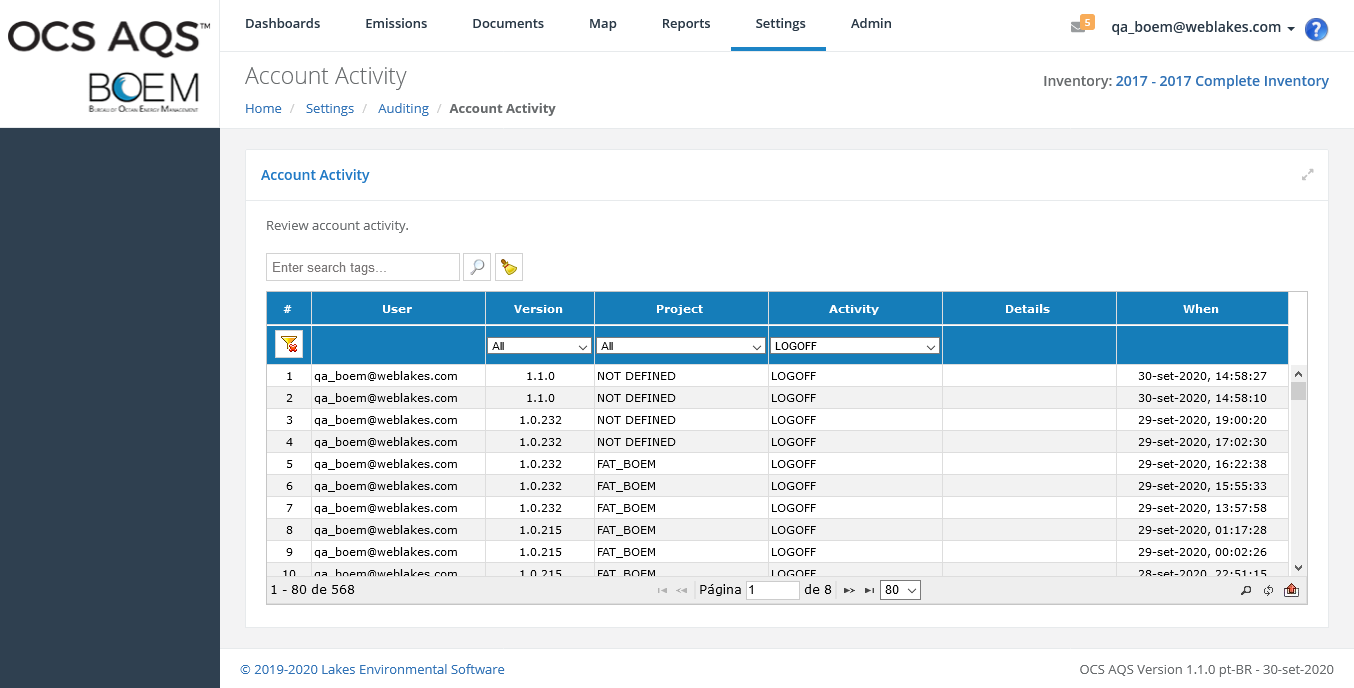 OCS AQS™
BOEM
BUREAU OF OCEAN ENERGY MANAGEMENT
Dashboards Emissions Documents Map Reports Settings Admin 5 qa_boem@weblakes.com ?
Account Activity
Inventory: 2017 - 2017 Complete Inventory
Home / Settings / Auditing / Account Activity
Account Activity
Review account activity.
Enter search tags...
# User Version Project Activity Details When
All All LOGOFF
1 qa_boem@weblakes.com 1.1.0 NOT DEFINED LOGOFF 30-set-2020, 14:58:27
2 qa_boem@weblakes.com 1.1.0 NOT DEFINED LOGOFF 30-set-2020, 14:58:10
3 qa_boem@weblakes.com 1.0.232 NOT DEFINED LOGOFF 29-set-2020, 19:00:20
4 qa_boem@weblakes.com 1.0.232 NOT DEFINED LOGOFF 29-set-2020, 17:02:30
5 qa_boem@weblakes.com 1.0.232 FAT_BOEM LOGOFF 29-set-2020, 16:22:38
6 qa_boem@weblakes.com 1.0.232 FAT_BOEM LOGOFF 29-set-2020, 15:55:33
7 qa_boem@weblakes.com 1.0.232 FAT_BOEM LOGOFF 29-set-2020, 13:57:58
8 qa_boem@weblakes.com 1.0.215 FAT_BOEM LOGOFF 29-set-2020, 01:17:28
9 qa_boem@weblakes.com 1.0.215 FAT_BOEM LOGOFF 29-set-2020, 00:02:26
10 qa_boem@weblakes.com 1.0.215 FAT_BOEM LOGOFF 28-set-2020, 22:51:15
1 - 80 de 568 Página 1 de 8 80
© 2019-2020 Lakes Environmental Software OCS AQS Version 1.1.0 pt-BR - 30-set-2020